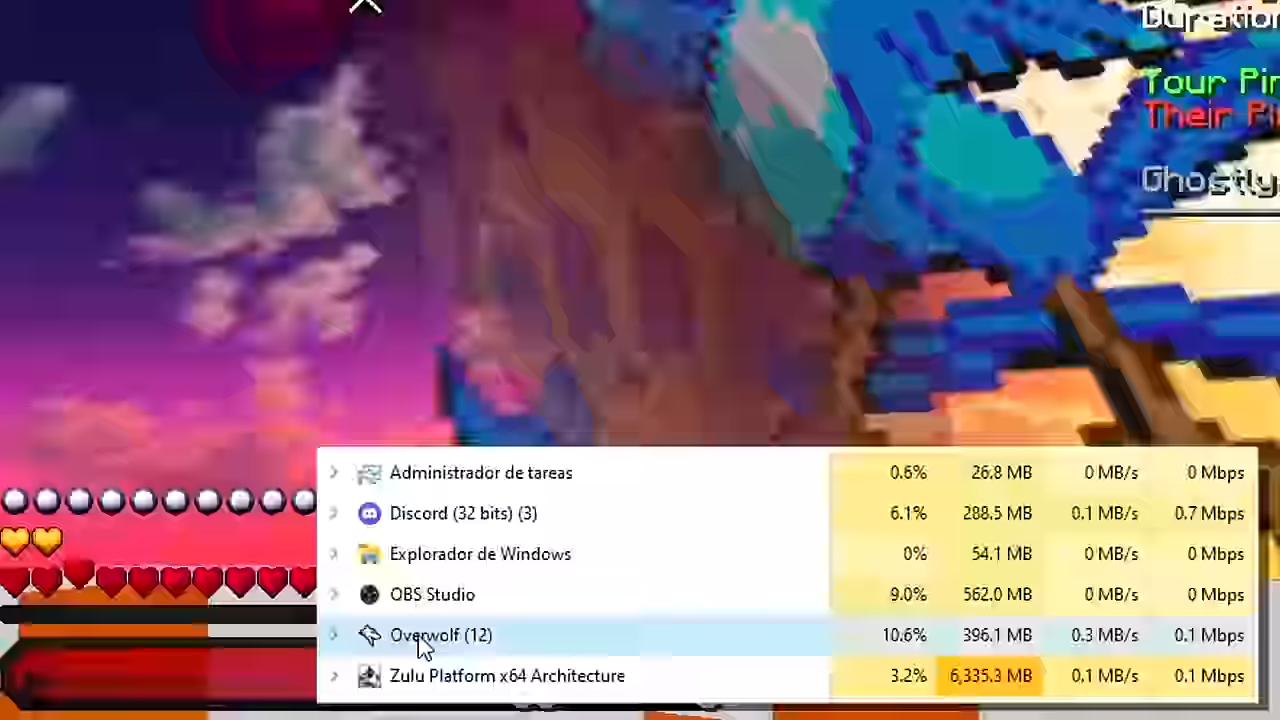 Duration
Your Pin
Their Pi
Ghostly
Administrador de tareas 0.6% 26.8 MB 0 MB/s 0 Mbps
Discord (32 bits) (3) 6.1% 288.5 MB 0.1 MB/s 0.7 Mbps
Explorador de Windows 0% 54.1 MB 0 MB/s 0 Mbps
OBS Studio 9.0% 562.0 MB 0 MB/s 0 Mbps
Overwolf (12) 10.6% 396.1 MB 0.3 MB/s 0.1 Mbps
Zulu Platform x64 Architecture 3.2% 6,335.3 MB 0.1 MB/s 0.1 Mbps